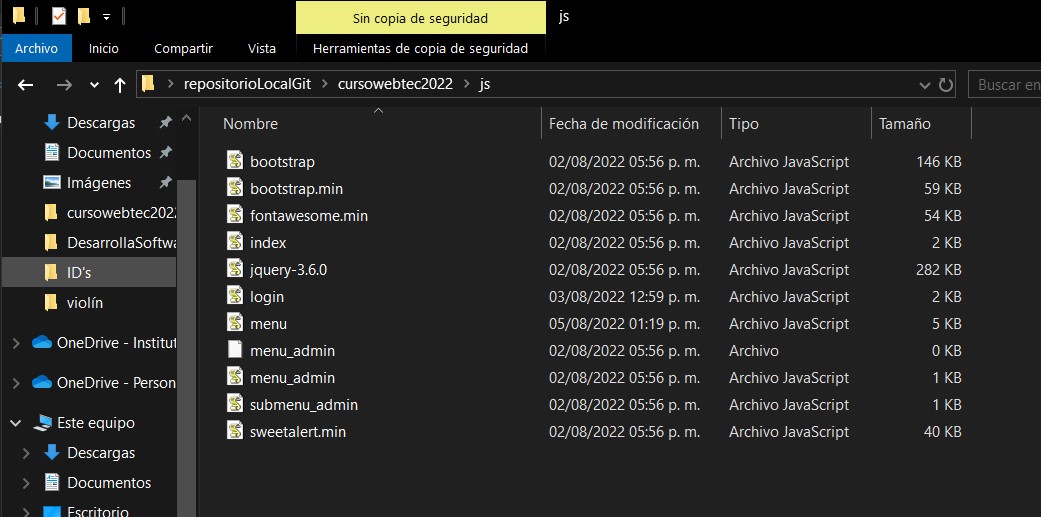 Sin copia de seguridad
js
Archivo
Inicio
Compartir
Vista
Herramientas de copia de seguridad
repositorioLocalGit > cursowebtec2022 > js
Buscar en
Descargas
Documentos
Imágenes
cursowebtec202
DesarrollaSoftwa
ID's
violín
OneDrive - Institut
OneDrive - Person
Este equipo
Descargas
Documentos
Escritorio
Nombre Fecha de modificación Tipo Tamaño
bootstrap 02/08/2022 05:56 p. m. Archivo JavaScript 146 KB
bootstrap.min 02/08/2022 05:56 p. m. Archivo JavaScript 59 KB
fontawesome.min 02/08/2022 05:56 p. m. Archivo JavaScript 54 KB
index 02/08/2022 05:56 p. m. Archivo JavaScript 2 KB
jquery-3.6.0 02/08/2022 05:56 p. m. Archivo JavaScript 282 KB
login 03/08/2022 12:59 p. m. Archivo JavaScript 2 KB
menu 05/08/2022 01:19 p. m. Archivo JavaScript 5 KB
menu_admin 02/08/2022 05:56 p. m. Archivo 0 KB
menu_admin 02/08/2022 05:56 p. m. Archivo JavaScript 1 KB
submenu_admin 02/08/2022 05:56 p. m. Archivo JavaScript 1 KB
sweetalert.min 02/08/2022 05:56 p. m. Archivo JavaScript 40 KB